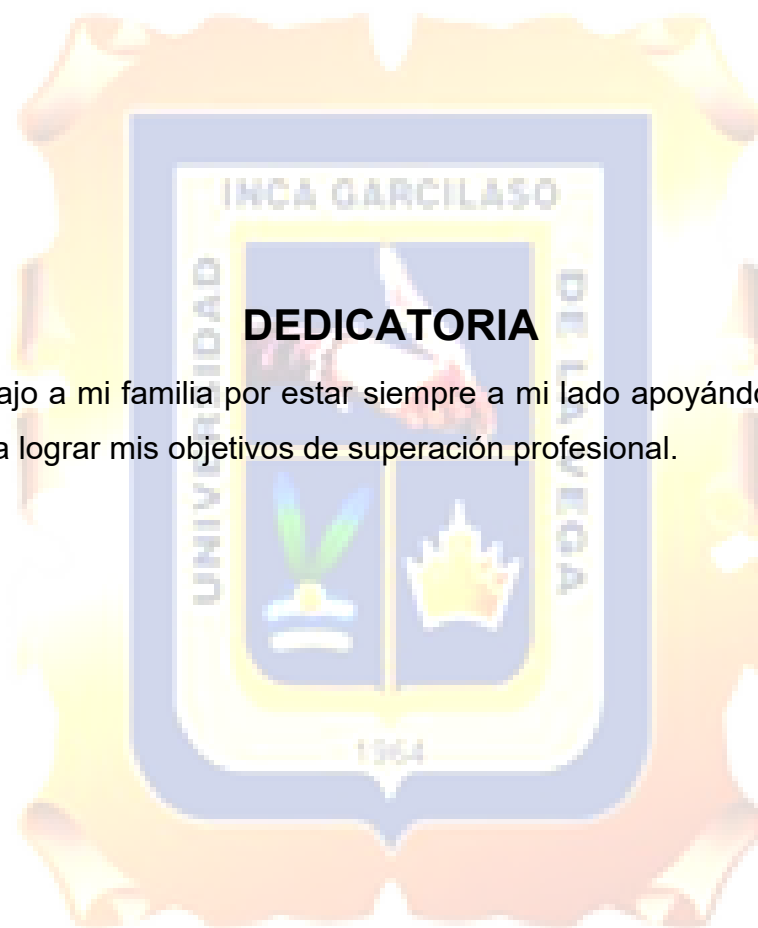 INCA GARCILASO
UNIVERSIDAD
DE LA VEGA
DEDICATORIA
ajo a mi familia por estar siempre a mi lado apoyándo
a lograr mis objetivos de superación profesional.
1964